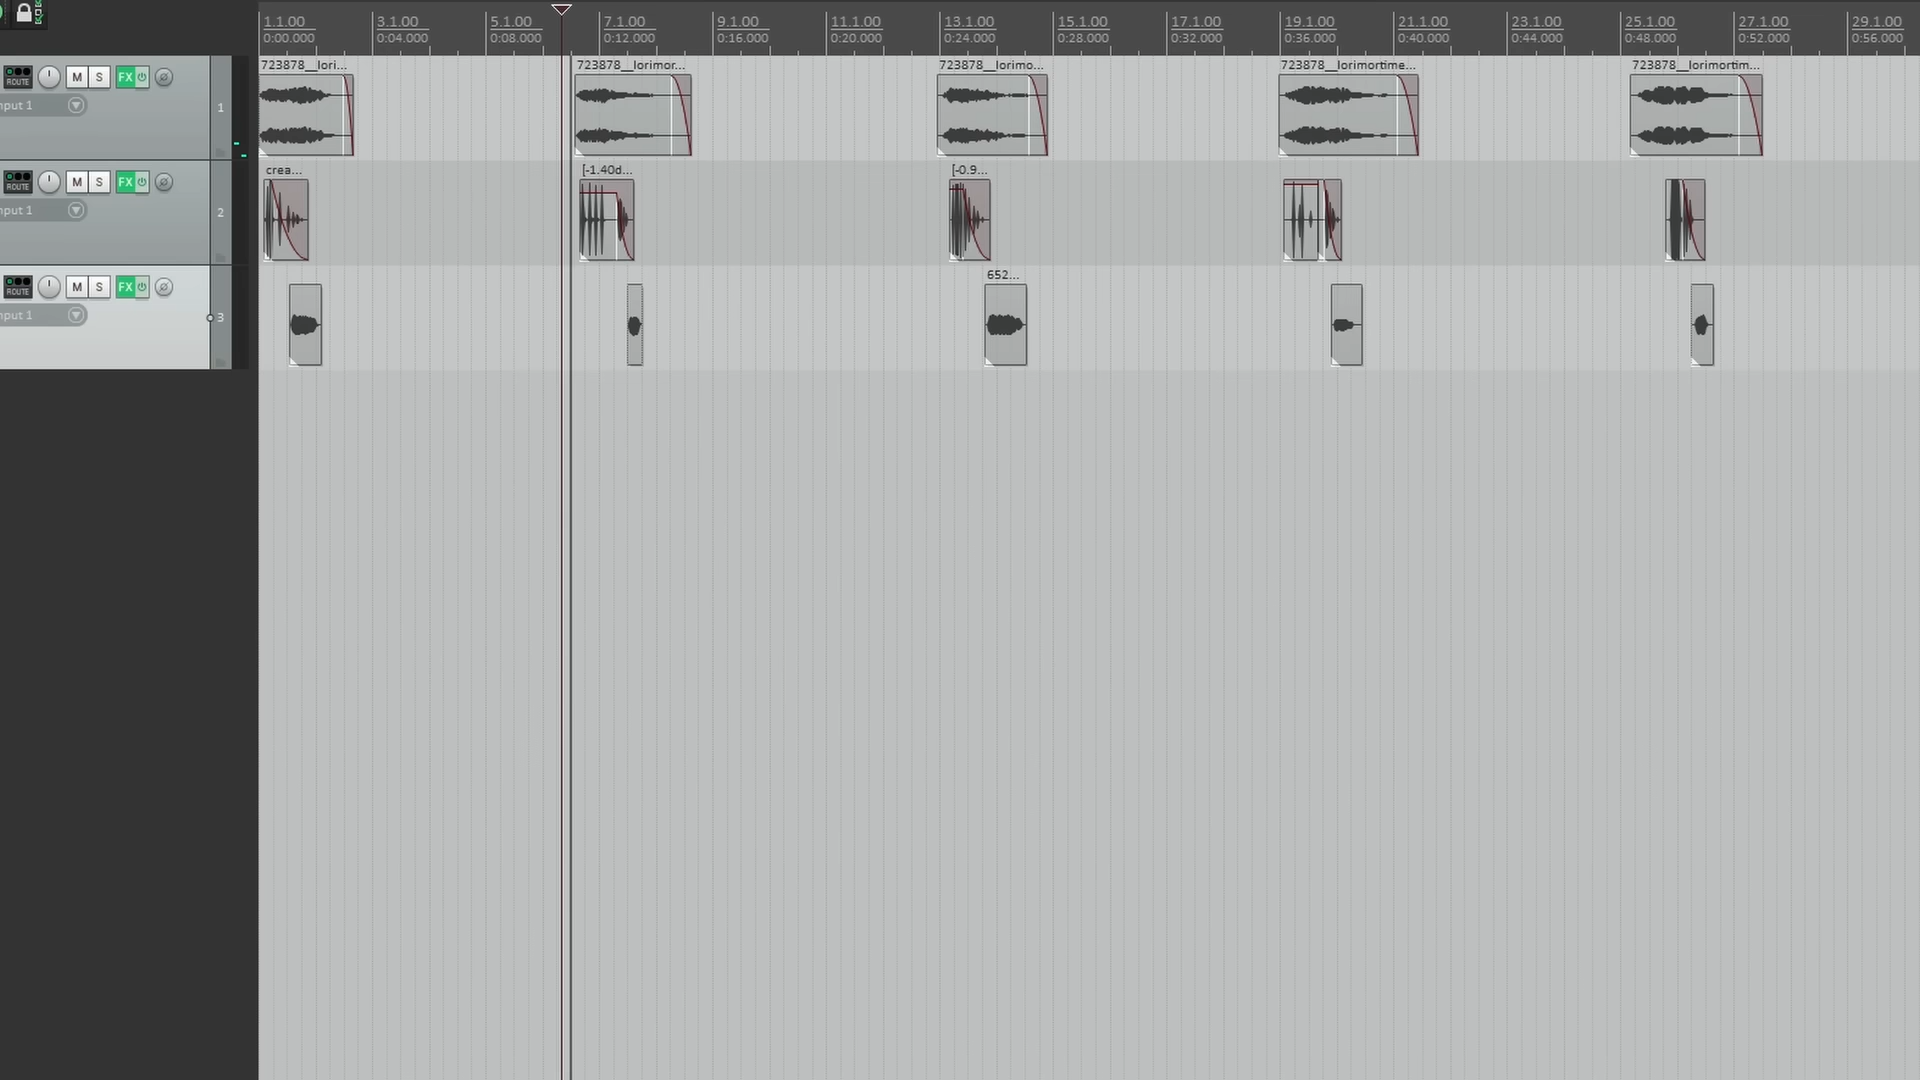 1.1.00 3.1.00 5.1.00 7.1.00 9.1.00 11.1.00 13.1.00 15.1.00 17.1.00 19.1.00 21.1.00 23.1.00 25.1.00 27.1.00 29.1.00
0:00.000 0:04.000 0:08.000 0:12.000 0:16.000 0:20.000 0:24.000 0:28.000 0:32.000 0:36.000 0:40.000 0:44.000 0:48.000 0:52.000 0:56.000
723878__lori... 723878__lorimor... 723878__lorimo... 723878__lorimortime... 723878__lorimortim...
ROUTE M S FX
nput 1 1
crea... [-1.40d... [-0.9...
ROUTE M S FX
nput 1 2
652...
ROUTE M S FX
nput 1 3